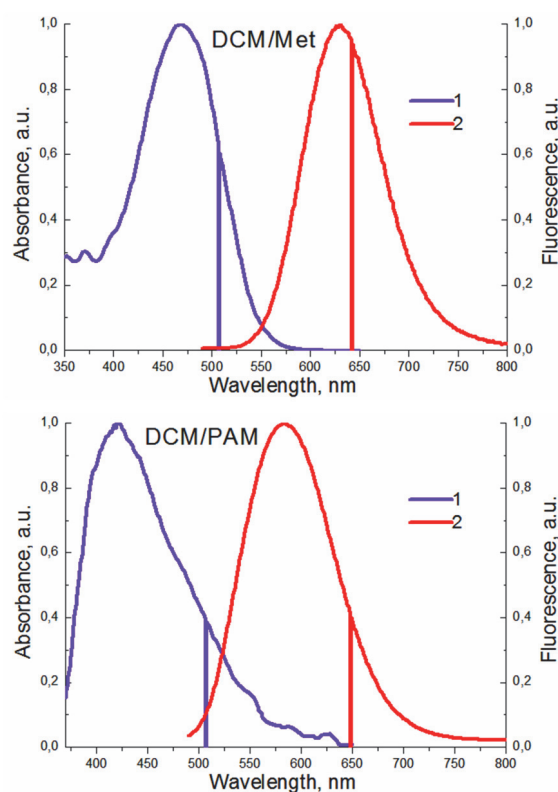 DCM/Met
1,0
0,8
0,6
0,4
0,2
0,0
Absorbance, a.u.
1
2
1,0
0,8
0,6
0,4
0,2
0,0
Fluorescence, a.u.
350 400 450 500 550 600 650 700 750 800
Wavelength, nm
DCM/PAM
1,0
0,8
0,6
0,4
0,2
0,0
Absorbance, a.u.
1
2
1,0
0,8
0,6
0,4
0,2
0,0
Fluorescence, a.u.
400 450 500 550 600 650 700 750 800
Wavelength, nm